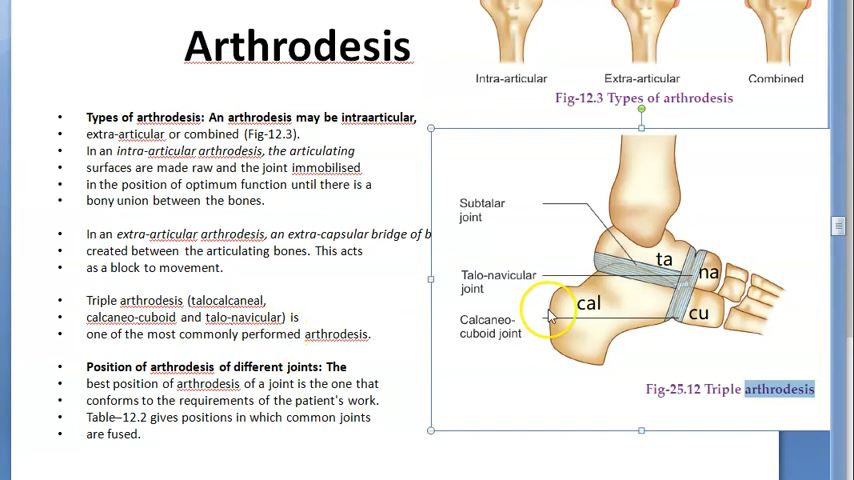 Arthrodesis
Intra-articular
Extra-articular
Combined
Fig-12.3 Types of arthrodesis
• Types of arthrodesis: An arthrodesis may be intraarticular,
• extra-articular or combined (Fig-12.3).
• In an intra-articular arthrodesis, the articulating
• surfaces are made raw and the joint immobilised
• in the position of optimum function until there is a
• bony union between the bones.
• In an extra-articular arthrodesis, an extra-capsular bridge of b
• created between the articulating bones. This acts
• as a block to movement.
• Triple arthrodesis (talocalcaneal,
• calcaneo-cuboid and talo-navicular) is
• one of the most commonly performed arthrodesis.
• Position of arthrodesis of different joints: The
• best position of arthrodesis of a joint is the one that
• conforms to the requirements of the patient's work.
• Table–12.2 gives positions in which common joints
• are fused.
Subtalar
joint
Talo-navicular
joint
Calcaneo-
cuboid joint
ta
na
cal
cu
Fig-25.12 Triple arthrodesis